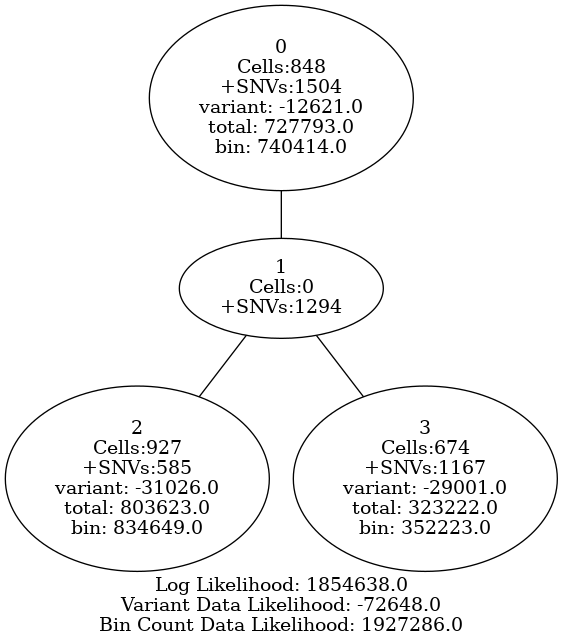 0
Cells:848
+SNVs:1504
variant: -12621.0
total: 727793.0
bin: 740414.0
1
Cells:0
+SNVs:1294
2
Cells:927
+SNVs:585
variant: -31026.0
total: 803623.0
bin: 834649.0
3
Cells:674
+SNVs:1167
variant: -29001.0
total: 323222.0
bin: 352223.0
Log Likelihood: 1854638.0
Variant Data Likelihood: -72648.0
Bin Count Data Likelihood: 1927286.0